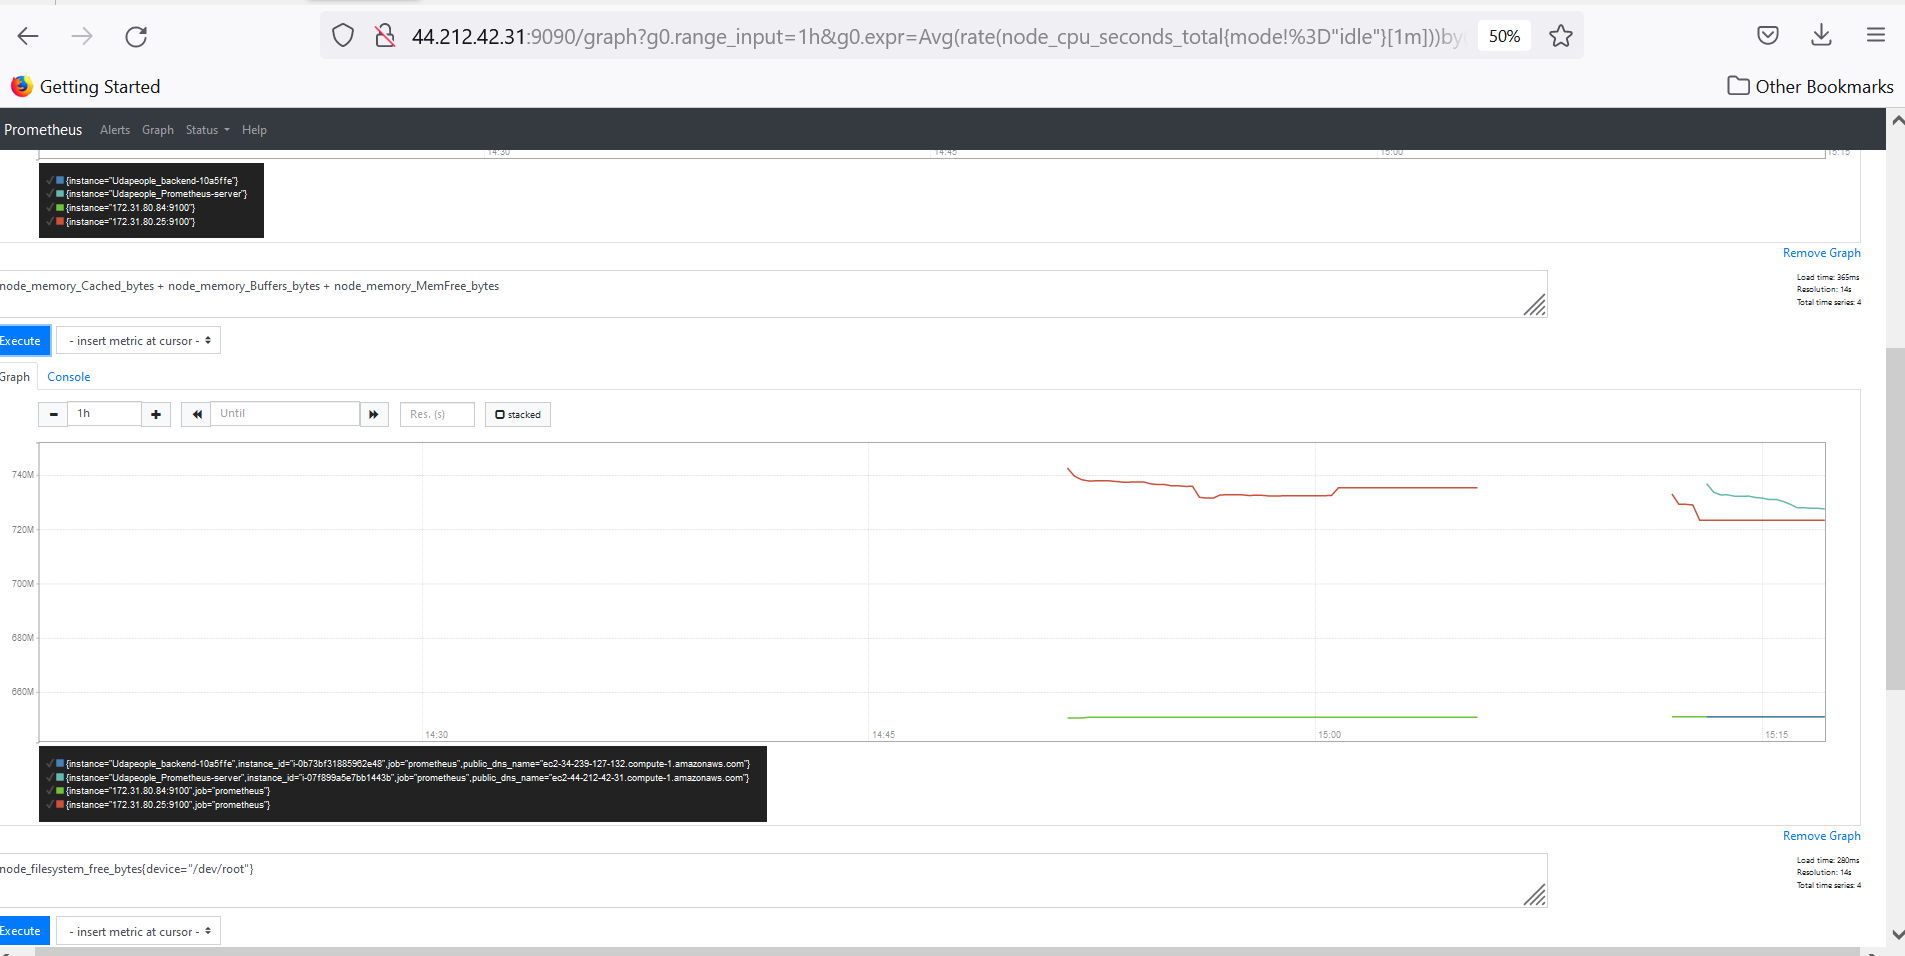 44.212.42.31:9090/graph?g0.range_input=1h&g0.expr=Avg(rate(node_cpu_seconds_total{mode!%3D"idle"}[1m]))by
50%
Getting Started
Other Bookmarks
Prometheus Alerts Graph Status Help
14:30 14:45 15:00 15:15
{instance="Udapeople_backend-10a5ffe"}
{instance="Udapeople_Prometheus-server"}
{instance="172.31.80.84:9100"}
{instance="172.31.80.25:9100"}
Remove Graph
node_memory_Cached_bytes + node_memory_Buffers_bytes + node_memory_MemFree_bytes
Load time: 365ms
Resolution: 14s
Total time series: 4
Execute - insert metric at cursor -
Graph Console
1h Until Res. (s) stacked
740M
720M
700M
680M
660M
14:30 14:45 15:00 15:15
{instance="Udapeople_backend-10a5ffe",instance_id="i-0b73bf31885962e48",job="prometheus",public_dns_name="ec2-34-239-127-132.compute-1.amazonaws.com"}
{instance="Udapeople_Prometheus-server",instance_id="i-07f899a5e7bb1443b",job="prometheus",public_dns_name="ec2-44-212-42-31.compute-1.amazonaws.com"}
{instance="172.31.80.84:9100",job="prometheus"}
{instance="172.31.80.25:9100",job="prometheus"}
Remove Graph
node_filesystem_free_bytes{device="/dev/root"}
Load time: 280ms
Resolution: 14s
Total time series: 4
Execute - insert metric at cursor -